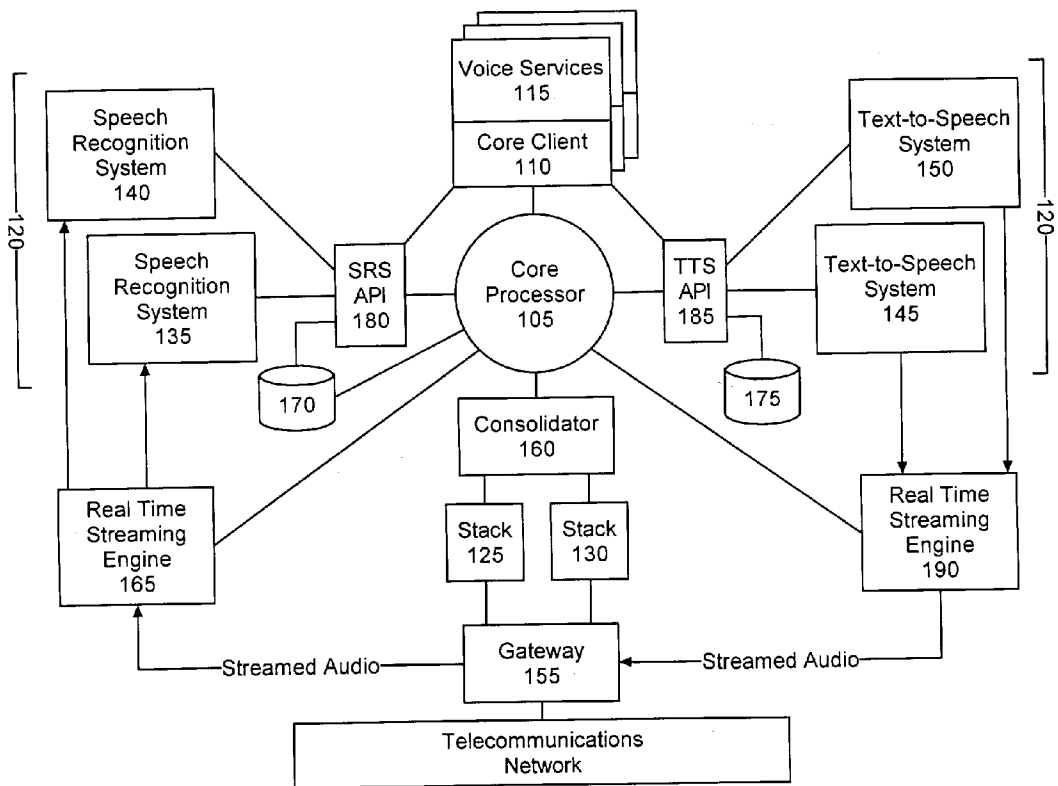 Voice Services
115
Core Client
110
120
Speech
Recognition
System
140
Speech
Recognition
System
135
SRS
API
180
Core
Processor
105
TTS
API
185
Text-to-Speech
System
150
Text-to-Speech
System
145
120
170
175
Consolidator
160
Stack
125
Stack
130
Real Time
Streaming
Engine
165
Real Time
Streaming
Engine
190
Streamed Audio
Gateway
155
Streamed Audio
Telecommunications
Network